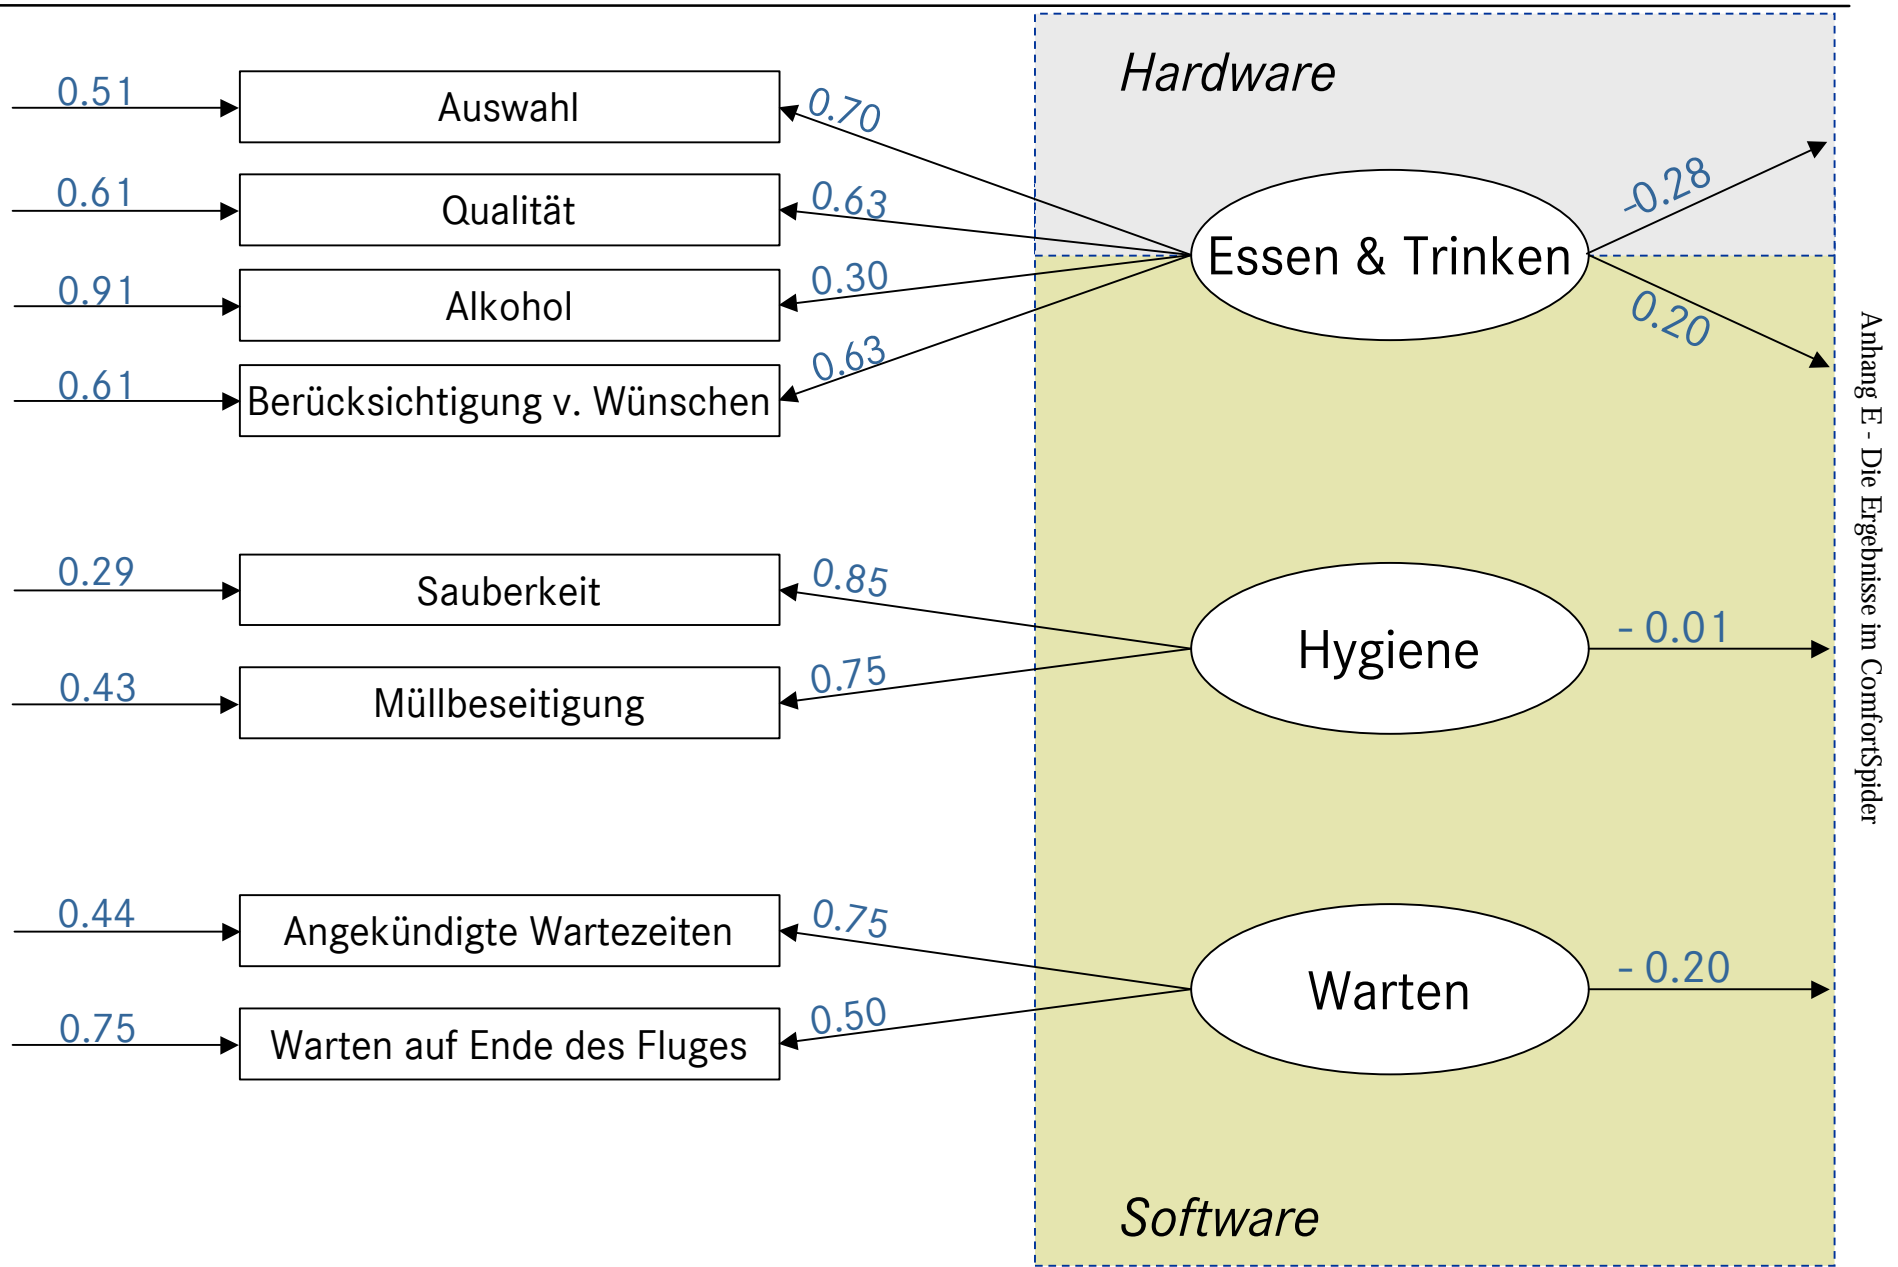 Hardware
0.51
Auswahl
0.70
0.61
Qualität
0.63
0.91
Alkohol
0.30
0.61
Berücksichtigung v. Wünschen
0.63
Essen & Trinken
-0.28
0.20
0.29
Sauberkeit
0.85
0.43
Müllbeseitigung
0.75
Hygiene
- 0.01
0.44
Angekündigte Wartezeiten
0.75
0.75
Warten auf Ende des Fluges
0.50
Warten
- 0.20
Software
Anhang E - Die Ergebnisse im ComfortSpider